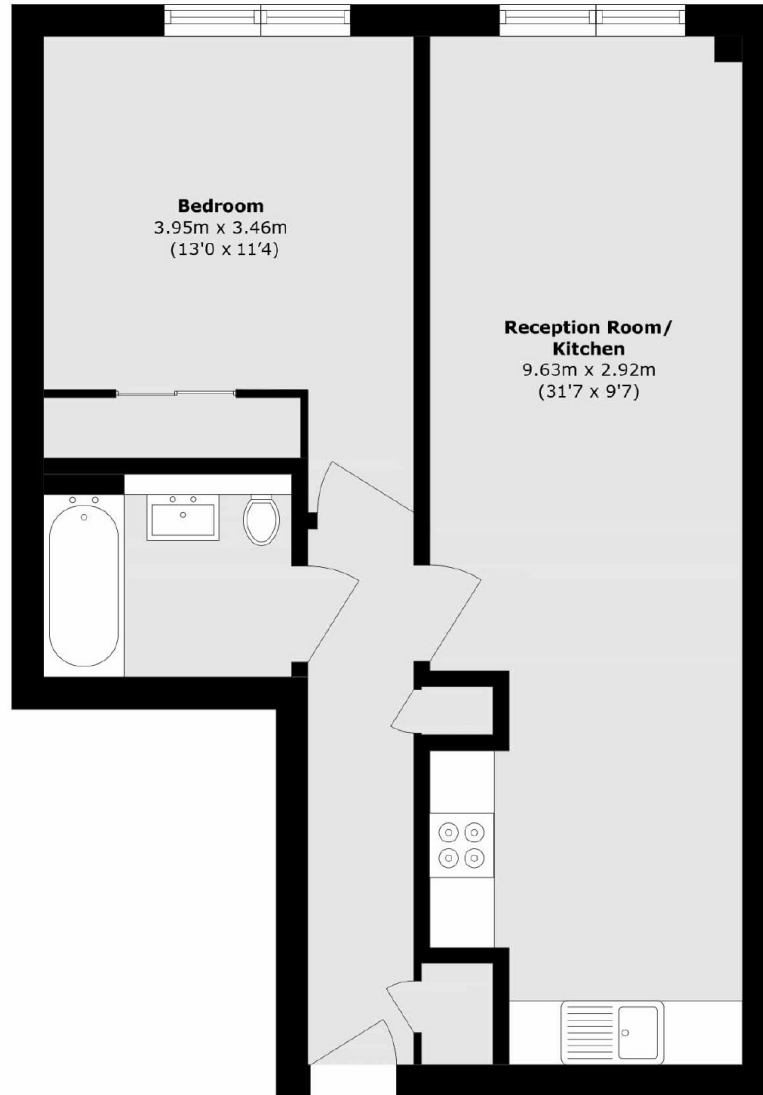 Bedroom
3.95m x 3.46m
(13'0 x 11'4)
Reception Room/
Kitchen
9.63m x 2.92m
(31'7 x 9'7)